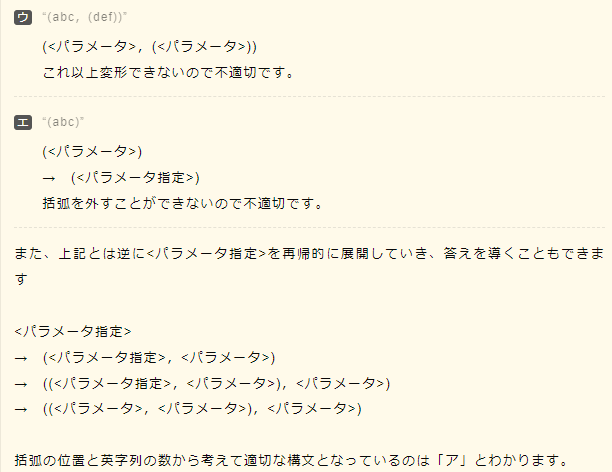 ウ “(abc，(def))”
(<パラメータ>，(<パラメータ>))
これ以上変形できないので不適切です。
エ “(abc)”
(<パラメータ>)
→　(<パラメータ指定>)
括弧を外すことができないので不適切です。
また、上記とは逆に<パラメータ指定>を再帰的に展開していき、答えを導くこともできま
す
<パラメータ指定>
→　(<パラメータ指定>，<パラメータ>)
→　((<パラメータ指定>，<パラメータ>)，<パラメータ>)
→　((<パラメータ>，<パラメータ>)，<パラメータ>)
括弧の位置と英字列の数から考えて適切な構文となっているのは「ア」とわかります。